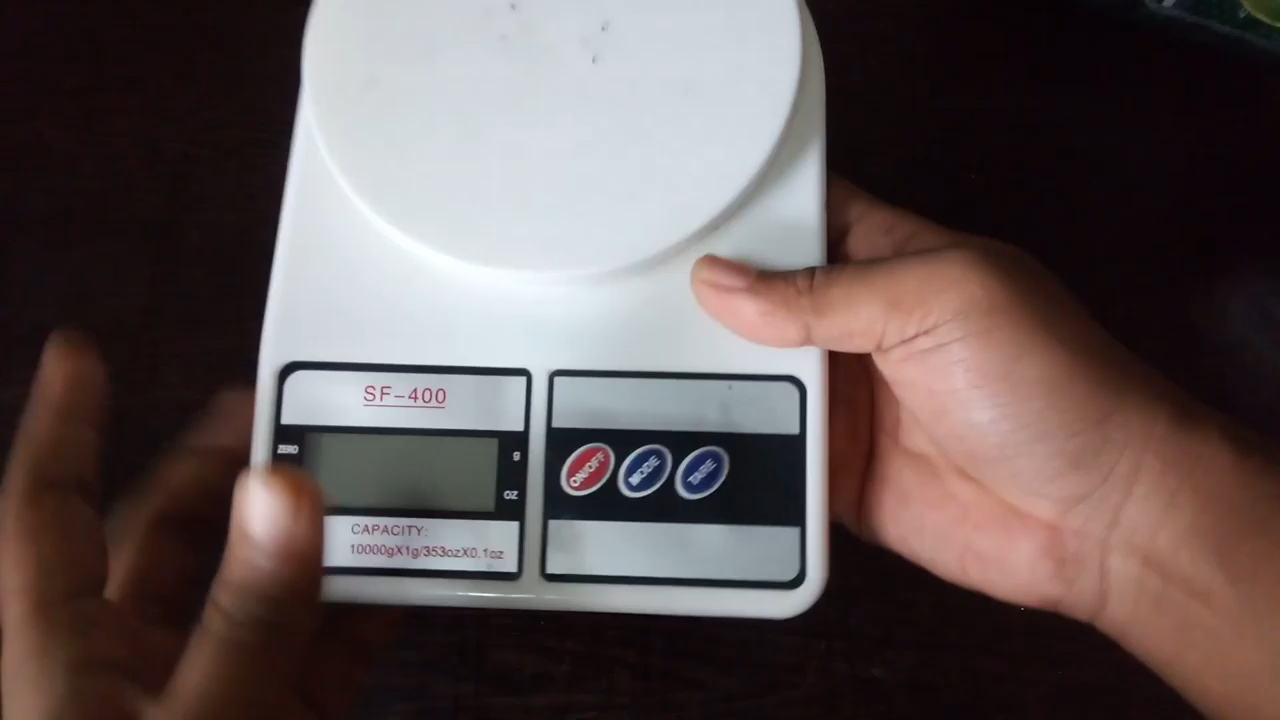 SF-400
ZERO
g
OZ
CAPACITY:
10000gX1g/353ozX0.1oz
ON/OFF
MODE
TARE